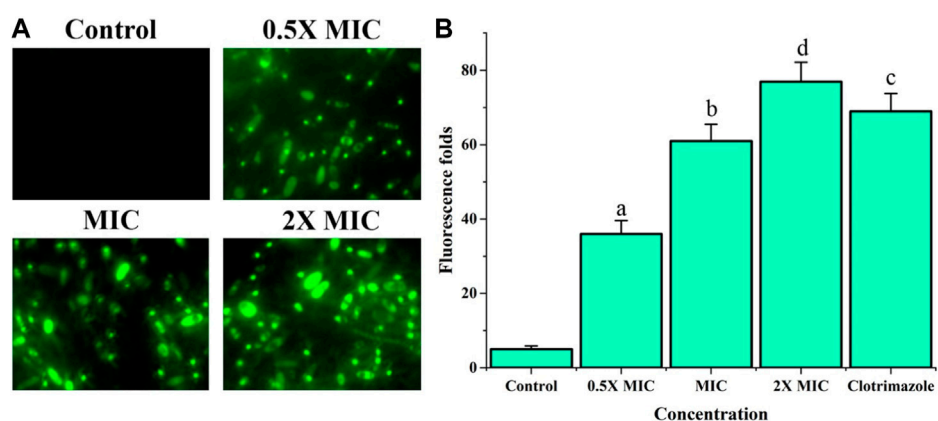 A
Control
0.5X MIC
MIC
2X MIC
B
Fluorescence folds
80
60
40
20
0
a
b
d
c
Control
0.5X MIC
MIC
2X MIC
Clotrimazole
Concentration